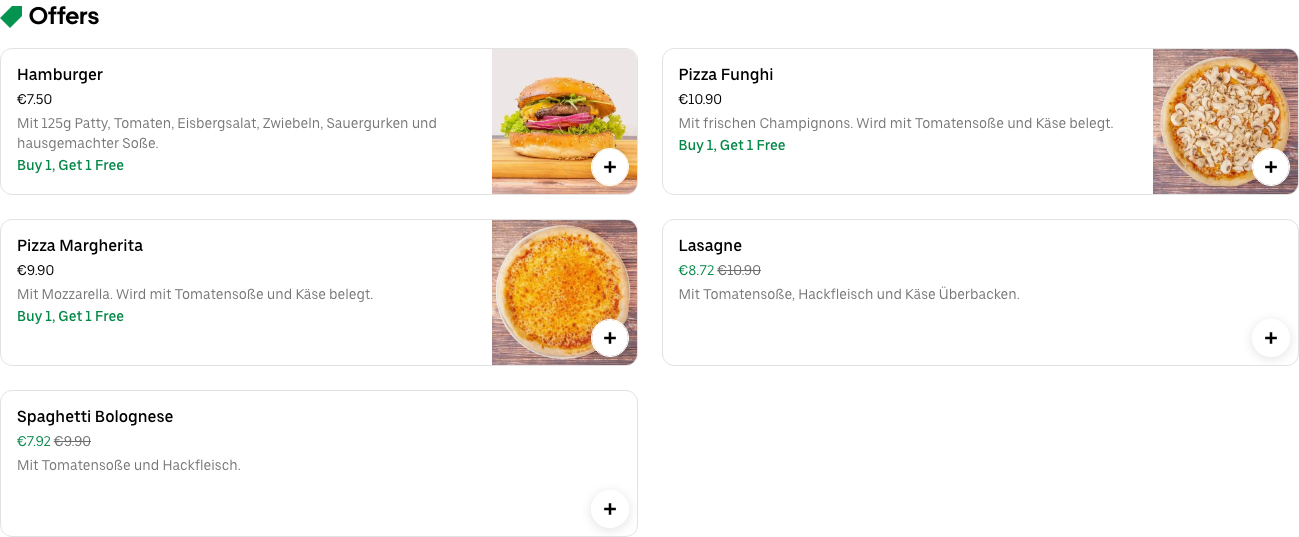 Offers
Hamburger
€7.50
Mit 125g Patty, Tomaten, Eisbergsalat, Zwiebeln, Sauergurken und
hausgemachter Soße.
Buy 1, Get 1 Free
Pizza Funghi
€10.90
Mit frischen Champignons. Wird mit Tomatensoße und Käse belegt.
Buy 1, Get 1 Free
Pizza Margherita
€9.90
Mit Mozzarella. Wird mit Tomatensoße und Käse belegt.
Buy 1, Get 1 Free
Lasagne
€8.72 €10.90
Mit Tomatensoße, Hackfleisch und Käse Überbacken.
Spaghetti Bolognese
€7.92 €9.90
Mit Tomatensoße und Hackfleisch.